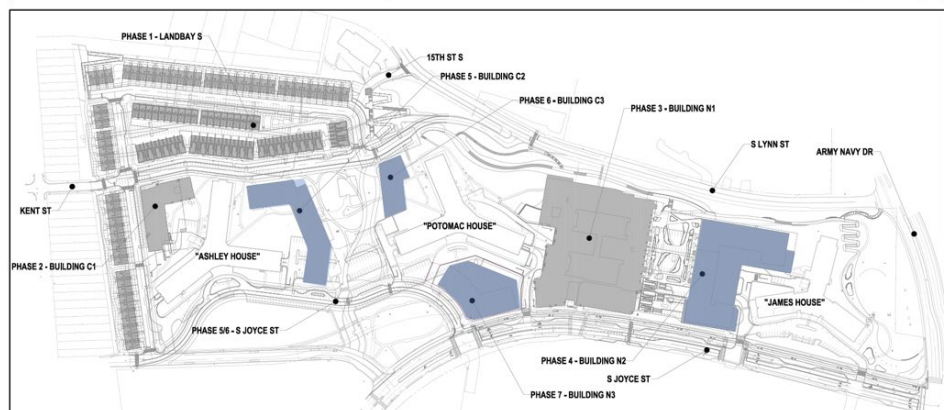 PHASE 1 - LANDBAY S
15TH ST S
PHASE 5 - BUILDING C2
PHASE 6 - BUILDING C3
PHASE 3 - BUILDING N1
S LYNN ST
ARMY NAVY DR
KENT ST
"POTOMAC HOUSE"
"ASHLEY HOUSE"
PHASE 2 - BUILDING C1
"JAMES HOUSE"
PHASE 5/6 - S JOYCE ST
PHASE 4 - BUILDING N2
S JOYCE ST
PHASE 7 - BUILDING N3